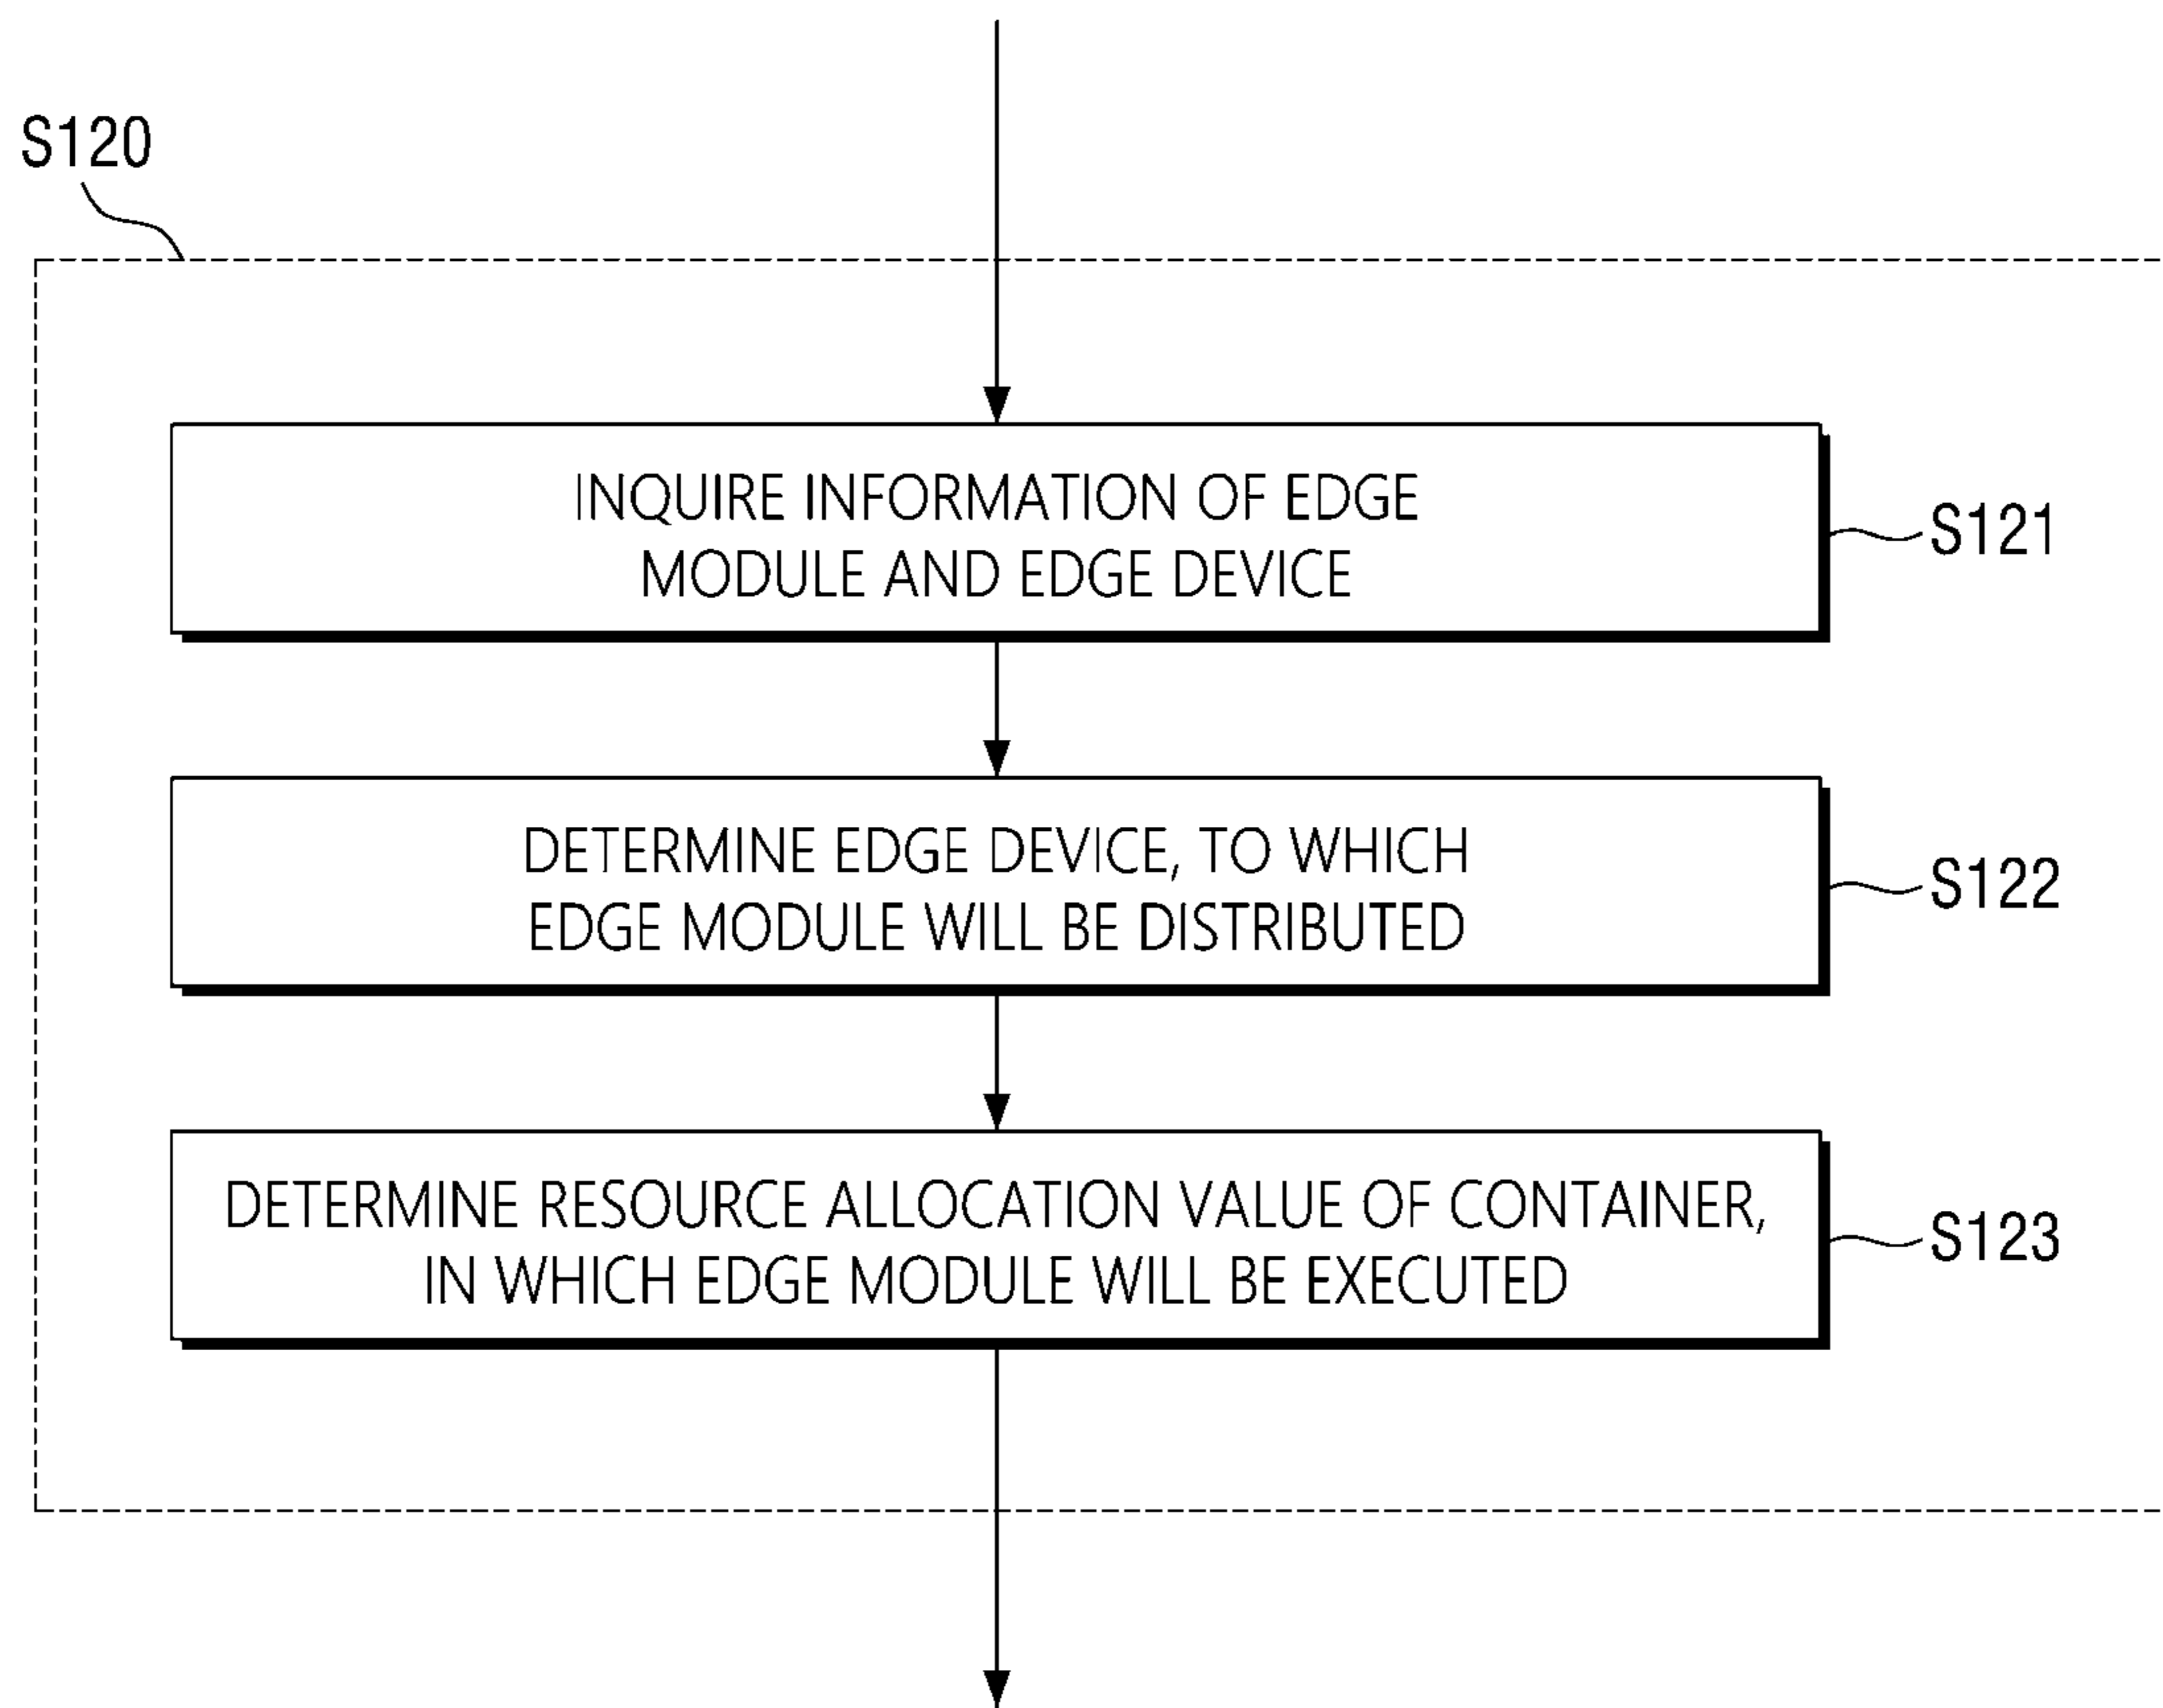 S120
INQUIRE INFORMATION OF EDGE
MODULE AND EDGE DEVICE
S121
DETERMINE EDGE DEVICE, TO WHICH
EDGE MODULE WILL BE DISTRIBUTED
S122
DETERMINE RESOURCE ALLOCATION VALUE OF CONTAINER,
IN WHICH EDGE MODULE WILL BE EXECUTED
S123